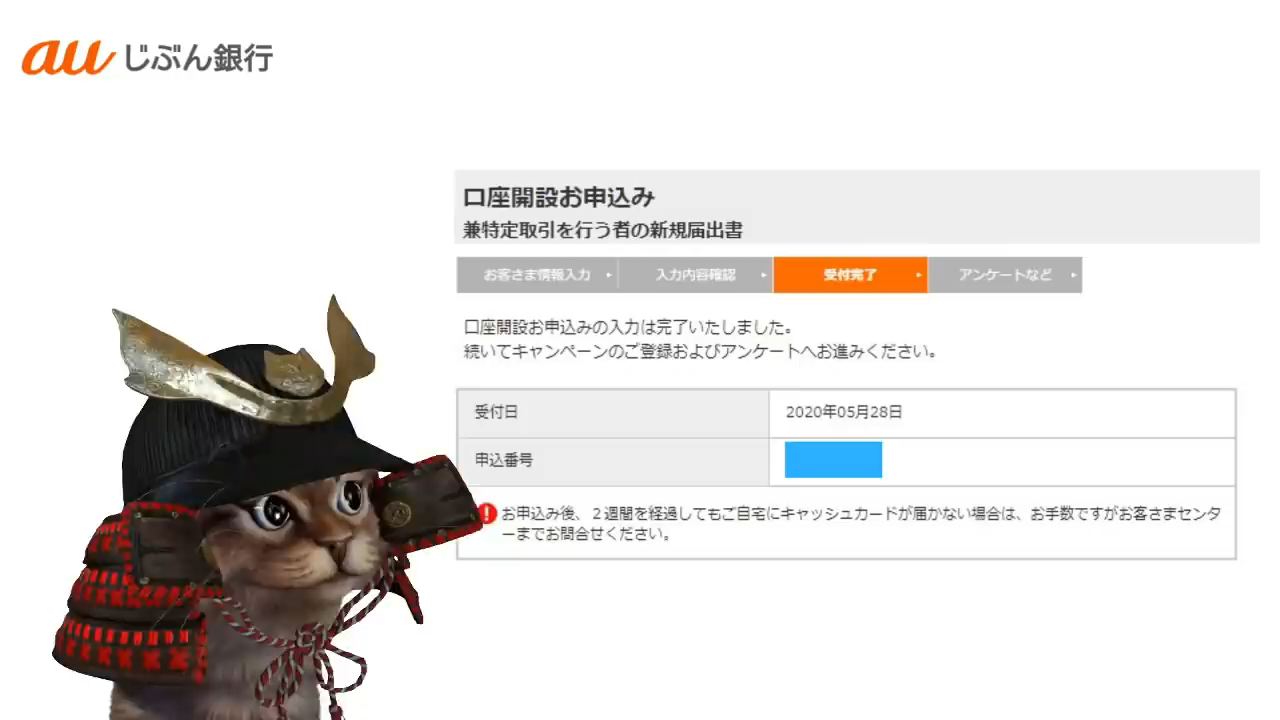 au じぶん銀行
口座開設お申込み
兼特定取引を行う者の新規届出書
お客さま情報入力
入力内容確認
受付完了
アンケートなど
口座開設お申込みの入力は完了いたしました。
続いてキャンペーンのご登録およびアンケートへお進みください。
受付日
2020年05月28日
申込番号
お申込み後、２週間を経過してもご自宅にキャッシュカードが届かない場合は、お手数ですがお客さまセンタ
ーまでお問合せください。